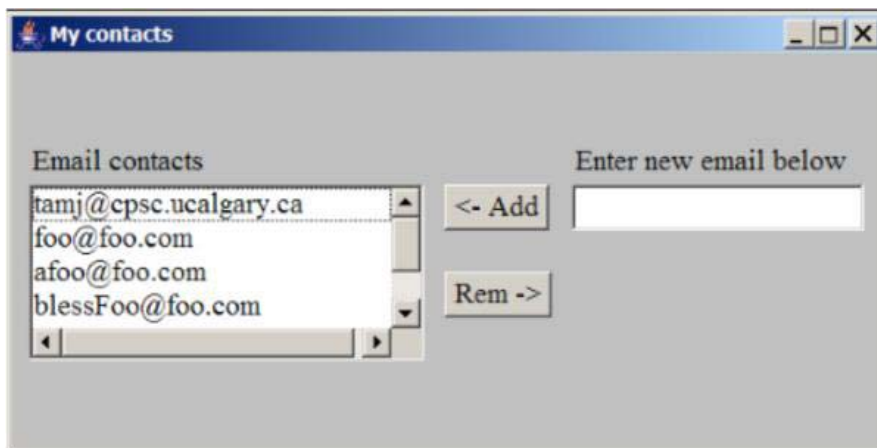 My contacts
Email contacts
Enter new email below
tamj@cpsc.ucalgary.ca
<- Add
foo@foo.com
afoo@foo.com
Rem ->
blessFoo@foo.com